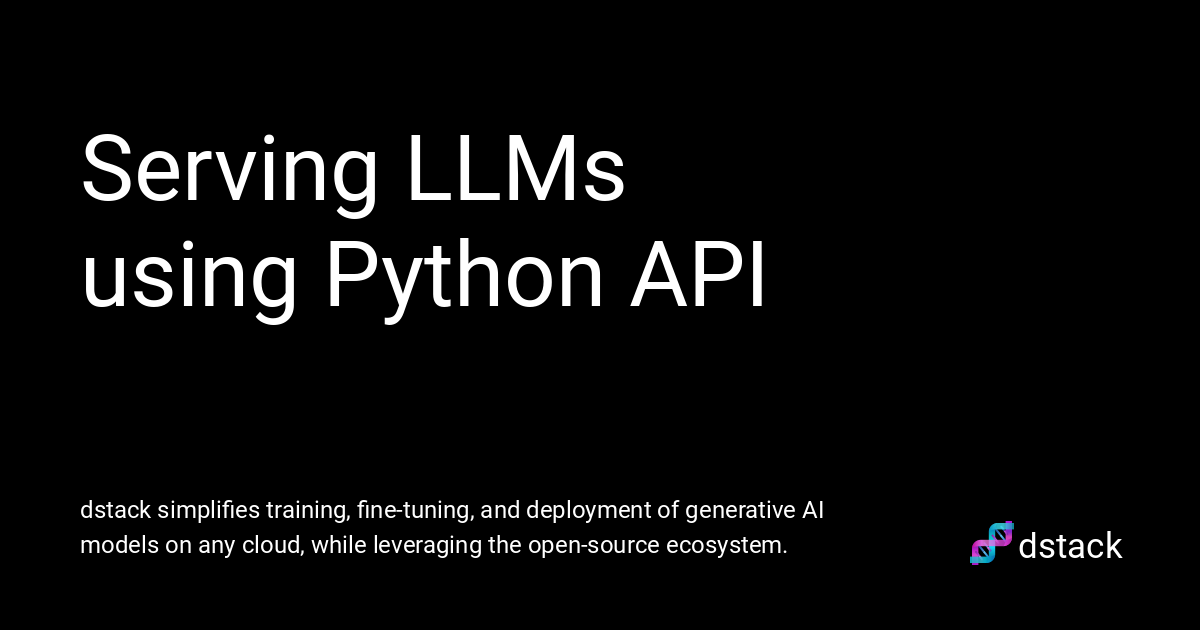 Serving LLMs
using Python API
dstack simplifies training, fine-tuning, and deployment of generative AI
models on any cloud, while leveraging the open-source ecosystem.
dstack